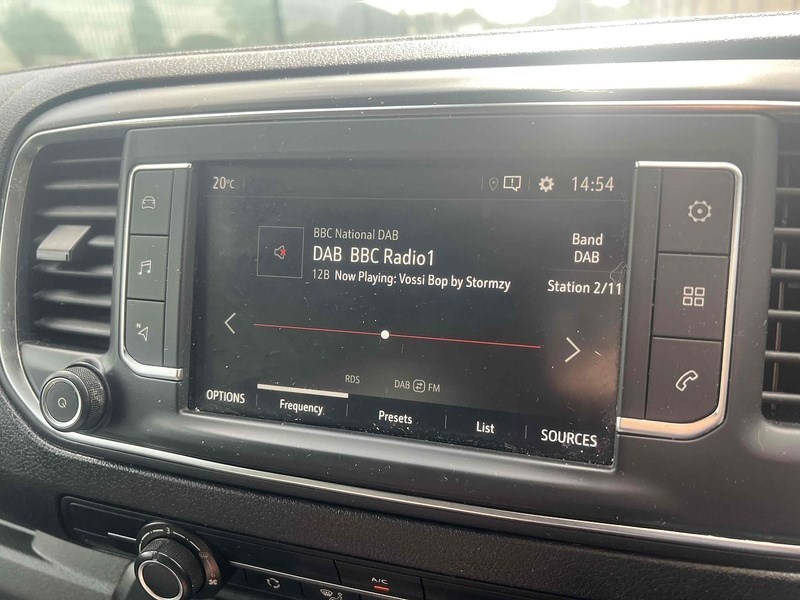 20°C
14:54
BBC National DAB
DAB BBC Radio1
12B Now Playing: Vossi Bop by Stormzy
Band
DAB
Station 2/11
RDS
DAB FM
OPTIONS
Frequency
Presets
List
SOURCES
N
A/C